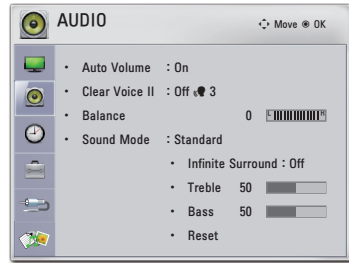 AUDIO
Move OK
• Auto Volume : On
• Clear Voice II : Off 3
• Balance 0 L R
• Sound Mode : Standard
• Infinite Surround : Off
• Treble 50
• Bass 50
• Reset